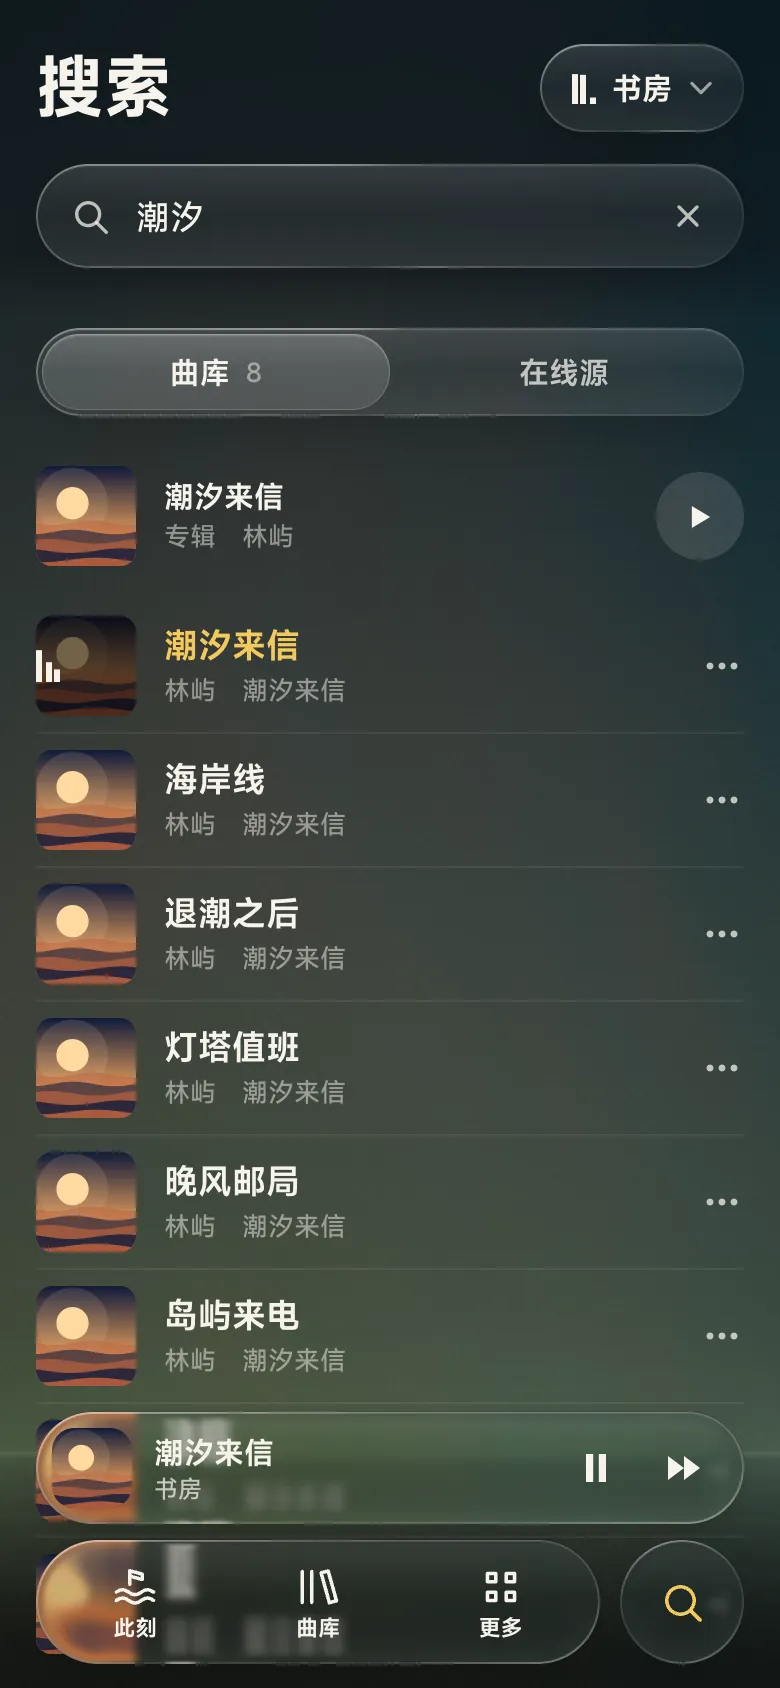 搜索
书房
潮汐
曲库 8
在线源
潮汐来信
专辑 林屿
潮汐来信
林屿 潮汐来信
海岸线
林屿 潮汐来信
退潮之后
林屿 潮汐来信
灯塔值班
林屿 潮汐来信
晚风邮局
林屿 潮汐来信
岛屿来电
林屿 潮汐来信
潮汐来信
书房
此刻
曲库
更多